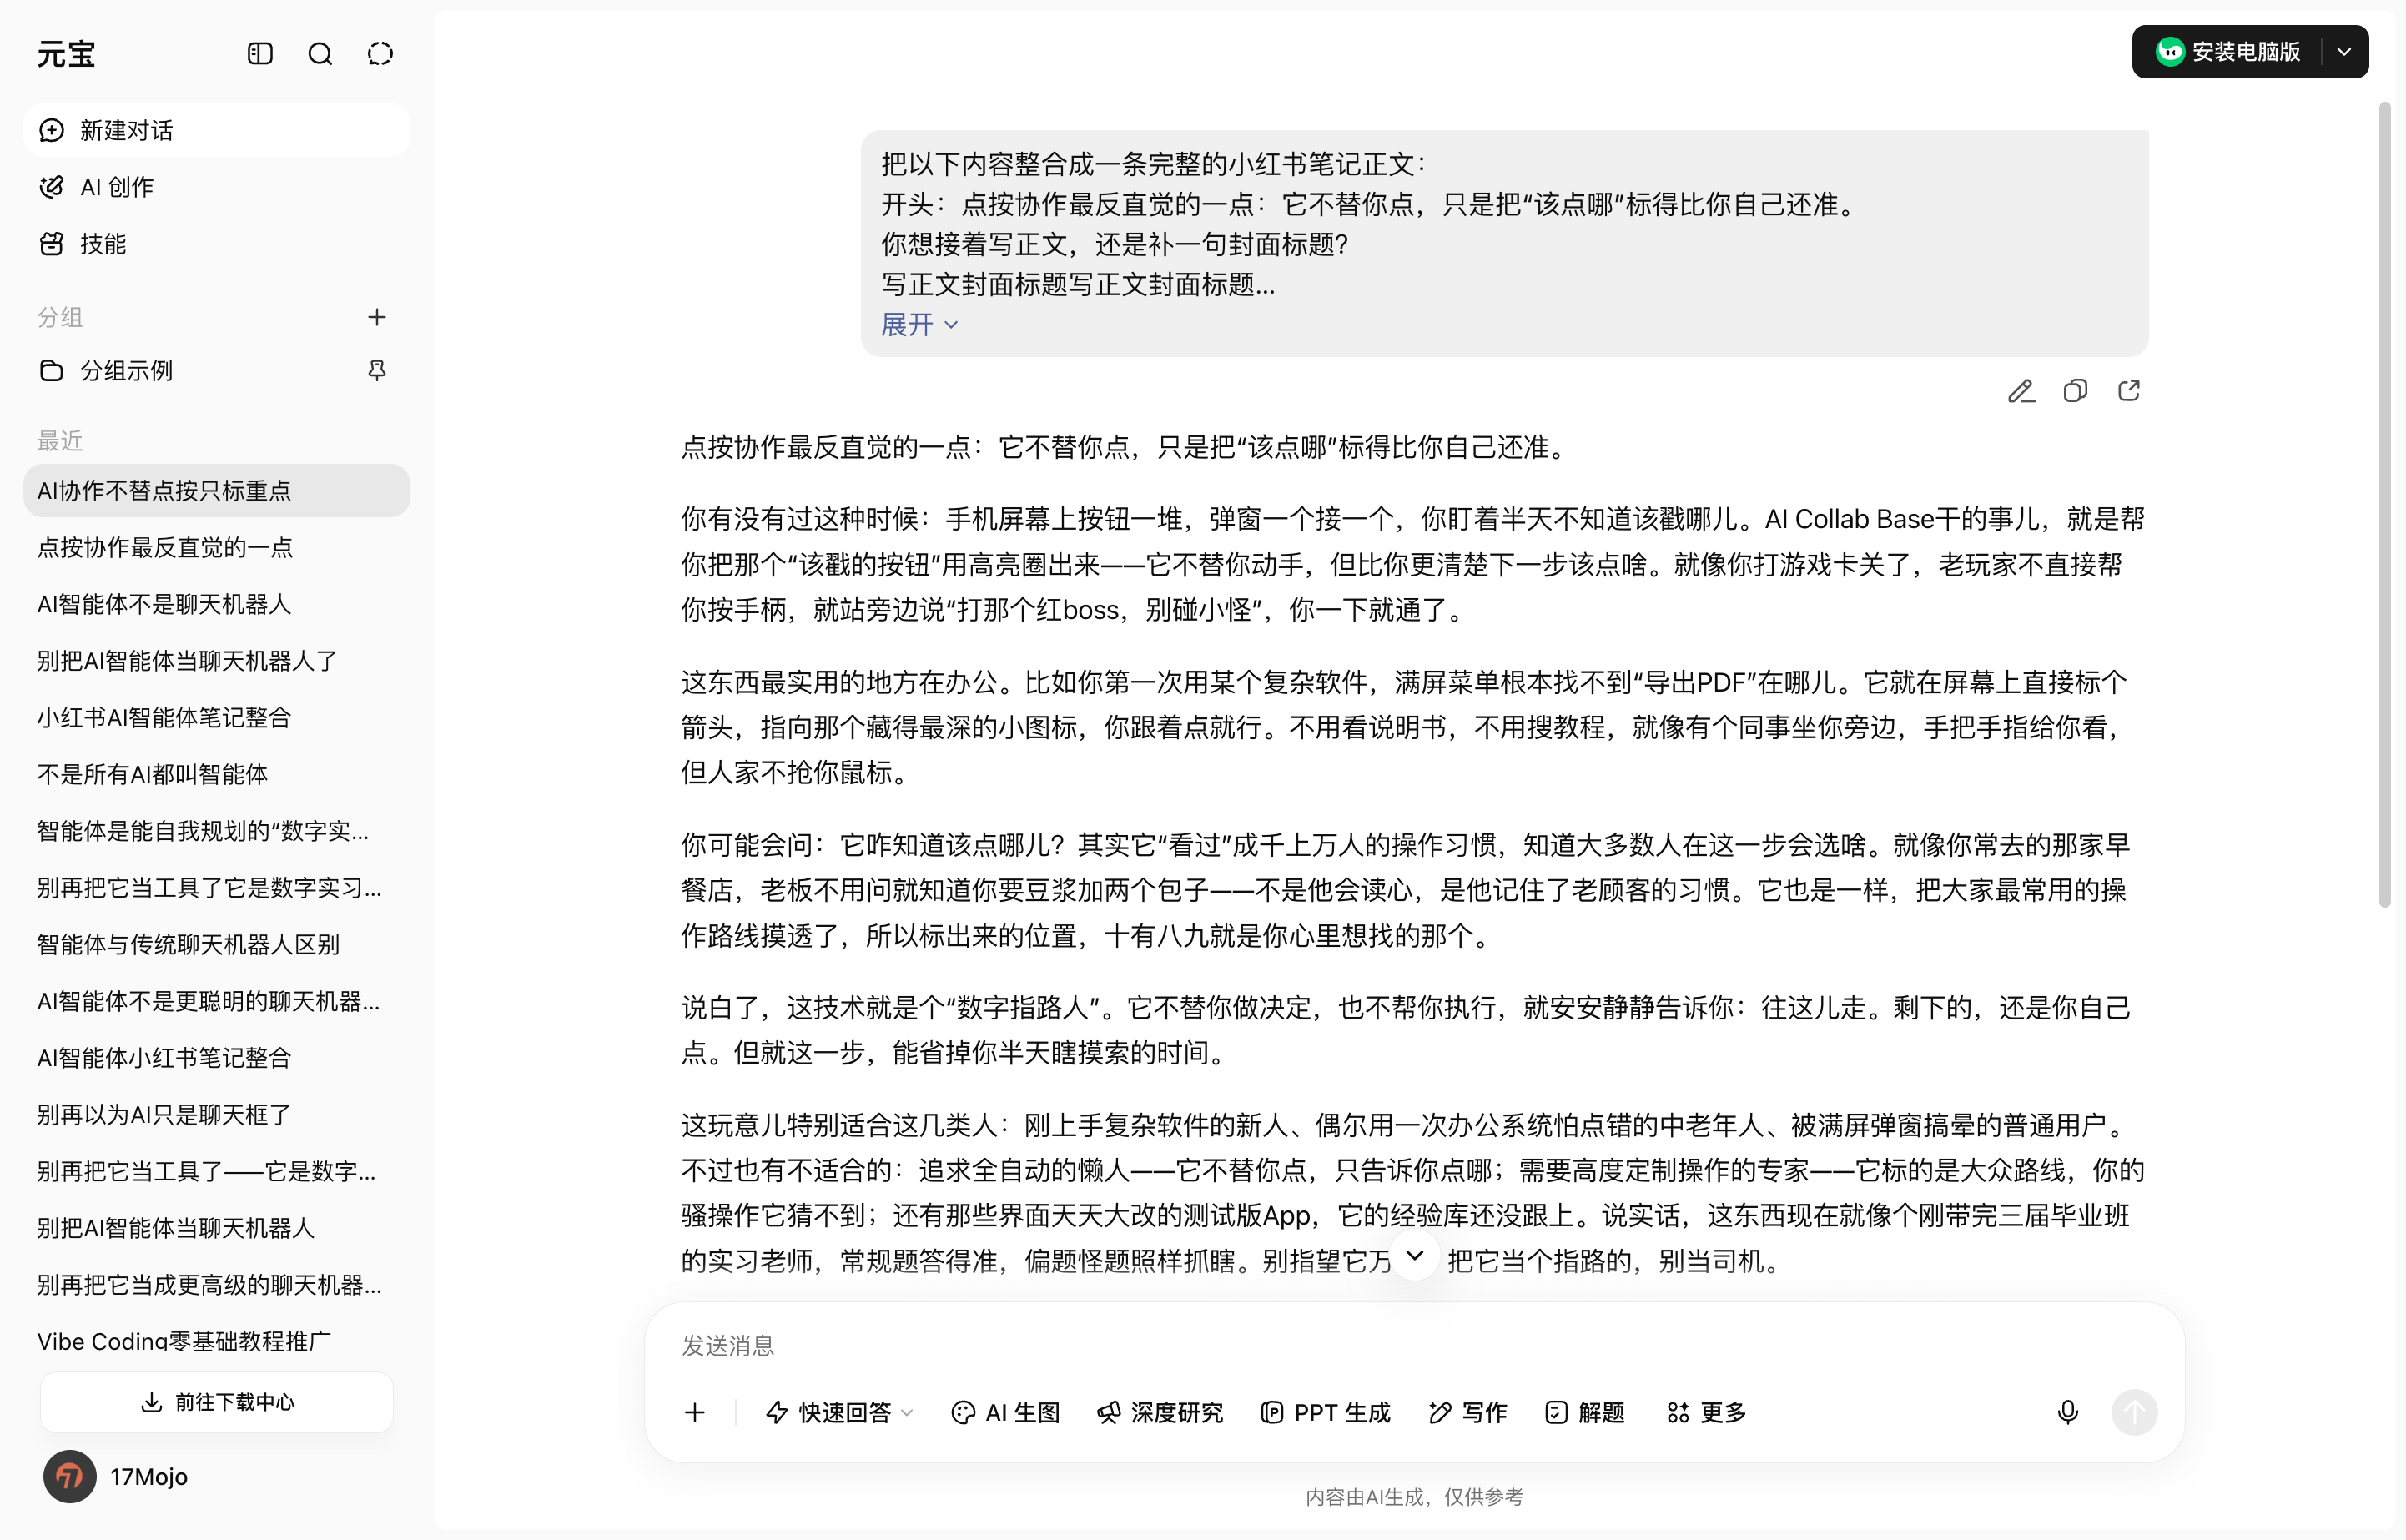 元宝
新建对话
AI 创作
技能
分组
分组示例
最近
AI协作不替点按只标重点
点按协作最反直觉的一点
AI智能体不是聊天机器人
别把AI智能体当聊天机器人了
小红书AI智能体笔记整合
不是所有AI都叫智能体
智能体是能自我规划的“数字实...
别再把它当工具了它是数字实习...
智能体与传统聊天机器人区别
AI智能体不是更聪明的聊天机器...
AI智能体小红书笔记整合
别再以为AI只是聊天框了
别再把它当工具了——它是数字...
别把AI智能体当聊天机器人
别再把它当成更高级的聊天机器...
Vibe Coding零基础教程推广
前往下载中心
17Mojo
安装电脑版
把以下内容整合成一条完整的小红书笔记正文：
开头：点按协作最反直觉的一点：它不替你点，只是把“该点哪”标得比你自己还准。
你想接着写正文，还是补一句封面标题？
写正文封面标题写正文封面标题...
展开
点按协作最反直觉的一点：它不替你点，只是把“该点哪”标得比你自己还准。
你有没有过这种时候：手机屏幕上按钮一堆，弹窗一个接一个，你盯着半天不知道该戳哪儿。AI Collab Base干的事儿，就是帮
你把那个“该戳的按钮”用高亮圈出来——它不替你动手，但比你更清楚下一步该点啥。就像你打游戏卡关了，老玩家不直接帮
你按手柄，就站旁边说“打那个红boss，别碰小怪”，你一下就通了。
这东西最实用的地方在办公。比如你第一次用某个复杂软件，满屏菜单根本找不到“导出PDF”在哪儿。它就在屏幕上直接标个
箭头，指向那个藏得最深的小图标，你跟着点就行。不用看说明书，不用搜教程，就像有个同事坐你旁边，手把手指给你看，
但人家不抢你鼠标。
你可能会问：它咋知道该点哪儿？其实它“看过”成千上万人的操作习惯，知道大多数人在这一步会选啥。就像你常去的那家早
餐店，老板不用问就知道你要豆浆加两个包子——不是他会读心，是他记住了老顾客的习惯。它也是一样，把大家最常用的操
作路线摸透了，所以标出来的位置，十有八九就是你心里想找的那个。
说白了，这技术就是个“数字指路人”。它不替你做决定，也不帮你执行，就安安静静告诉你：往这儿走。剩下的，还是你自己
点。但就这一步，能省掉你半天瞎摸索的时间。
这玩意儿特别适合这几类人：刚上手复杂软件的新人、偶尔用一次办公系统怕点错的中老年人、被满屏弹窗搞晕的普通用户。
不过也有不适合的：追求全自动的懒人——它不替你点，只告诉你点哪；需要高度定制操作的专家——它标的是大众路线，你的
骚操作它猜不到；还有那些界面天天大改的测试版App，它的经验库还没跟上。说实话，这东西现在就像个刚带完三届毕业班
的实习老师，常规题答得准，偏题怪题照样抓瞎。别指望它万 把它当个指路的，别当司机。
发送消息
快速回答
AI 生图
深度研究
PPT 生成
写作
解题
更多
内容由AI生成，仅供参考